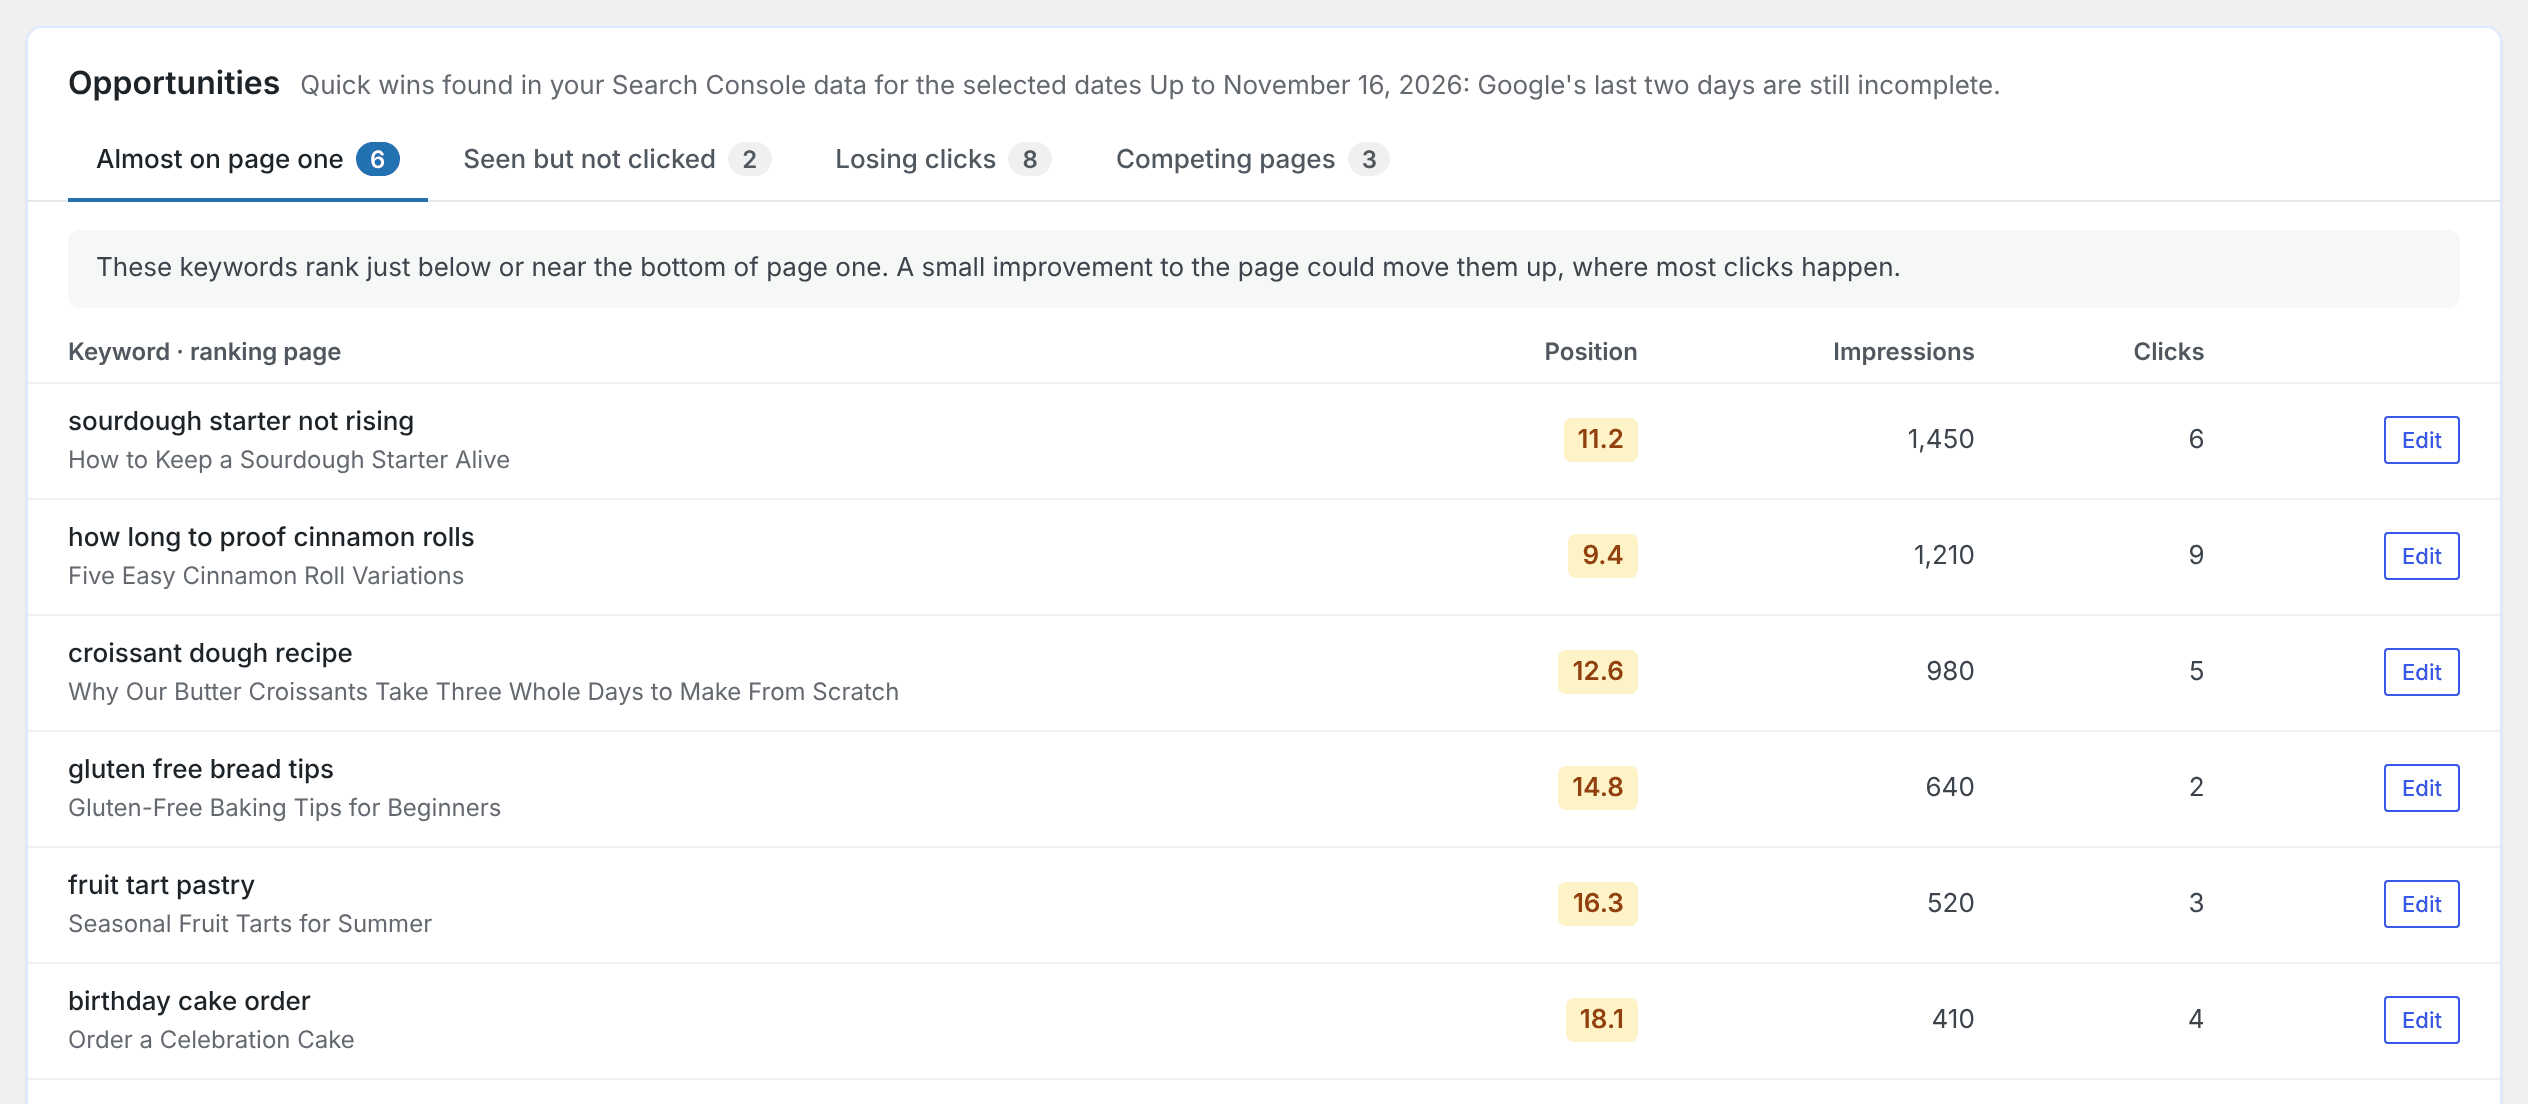 Opportunities Quick wins found in your Search Console data for the selected dates Up to November 16, 2026: Google's last two days are still incomplete.
Almost on page one 6 Seen but not clicked 2 Losing clicks 8 Competing pages 3
These keywords rank just below or near the bottom of page one. A small improvement to the page could move them up, where most clicks happen.
Keyword · ranking page Position Impressions Clicks
sourdough starter not rising
How to Keep a Sourdough Starter Alive
11.2 1,450 6 Edit
how long to proof cinnamon rolls
Five Easy Cinnamon Roll Variations
9.4 1,210 9 Edit
croissant dough recipe
Why Our Butter Croissants Take Three Whole Days to Make From Scratch
12.6 980 5 Edit
gluten free bread tips
Gluten-Free Baking Tips for Beginners
14.8 640 2 Edit
fruit tart pastry
Seasonal Fruit Tarts for Summer
16.3 520 3 Edit
birthday cake order
Order a Celebration Cake
18.1 410 4 Edit